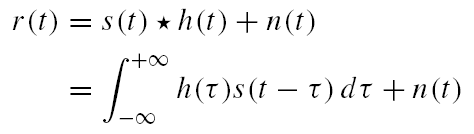 r(t) = s(t) ⋆ h(t) + n(t)
= ∫_{−∞}^{+∞} h(τ)s(t − τ) dτ + n(t)